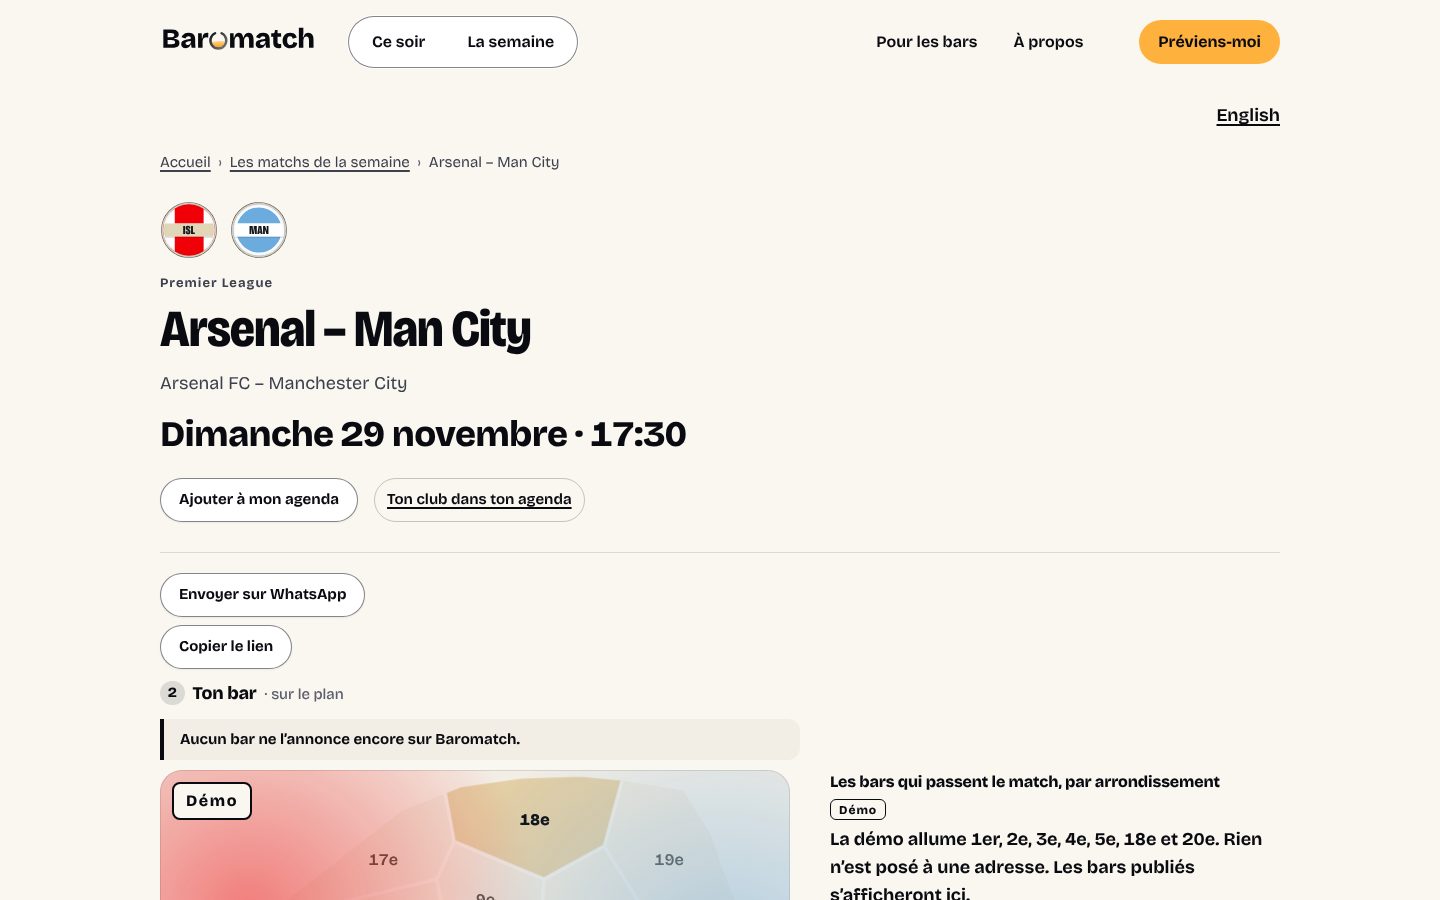 Baromatch
Ce soir
La semaine
Pour les bars
À propos
Préviens-moi
English
Accueil › Les matchs de la semaine › Arsenal – Man City
ISL
MAN
Premier League
Arsenal – Man City
Arsenal FC – Manchester City
Dimanche 29 novembre · 17:30
Ajouter à mon agenda
Ton club dans ton agenda
Envoyer sur WhatsApp
Copier le lien
2 Ton bar · sur le plan
Aucun bar ne l’annonce encore sur Baromatch.
Démo
18e
17e
19e
9e
Les bars qui passent le match, par arrondissement
Démo
La démo allume 1er, 2e, 3e, 4e, 5e, 18e et 20e. Rien
n’est posé à une adresse. Les bars publiés
s’afficheront ici.